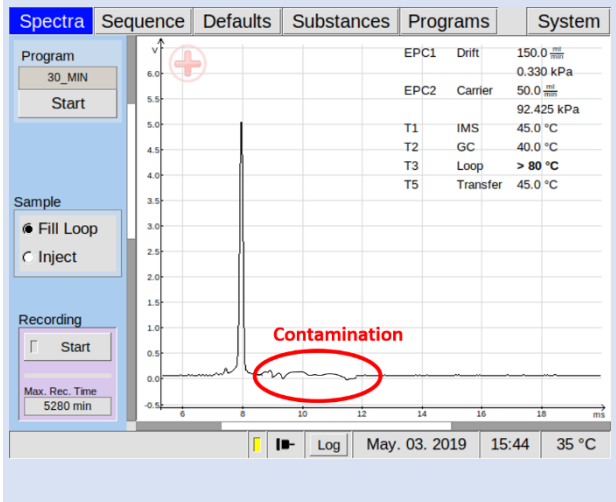 Spectra Sequence Defaults Substances Programs System
Program
30_MIN
Start
Sample
Fill Loop
Inject
Recording
Start
Max. Rec. Time
5280 min
V
6.0
5.5
5.0
4.5
4.0
3.5
3.0
2.5
2.0
1.5
1.0
0.5
0.0
-0.5
6 8 10 12 14 16 18 ms
EPC1 Drift 150.0 ml/min
0.330 kPa
EPC2 Carrier 50.0 ml/min
92.425 kPa
T1 IMS 45.0 °C
T2 GC 40.0 °C
T3 Loop > 80 °C
T5 Transfer 45.0 °C
Contamination
Log May. 03. 2019 15:44 35 °C